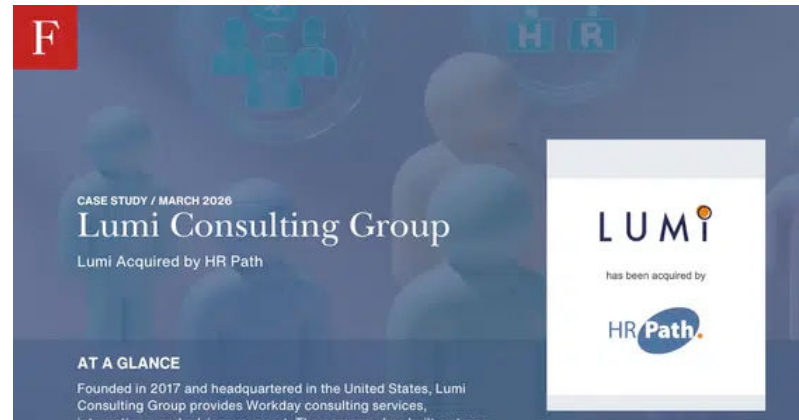 F
H R
CASE STUDY / MARCH 2026
Lumi Consulting Group
Lumi Acquired by HR Path
LUMi
has been acquired by
HR Path.
AT A GLANCE
Founded in 2017 and headquartered in the United States, Lumi
Consulting Group provides Workday consulting services,